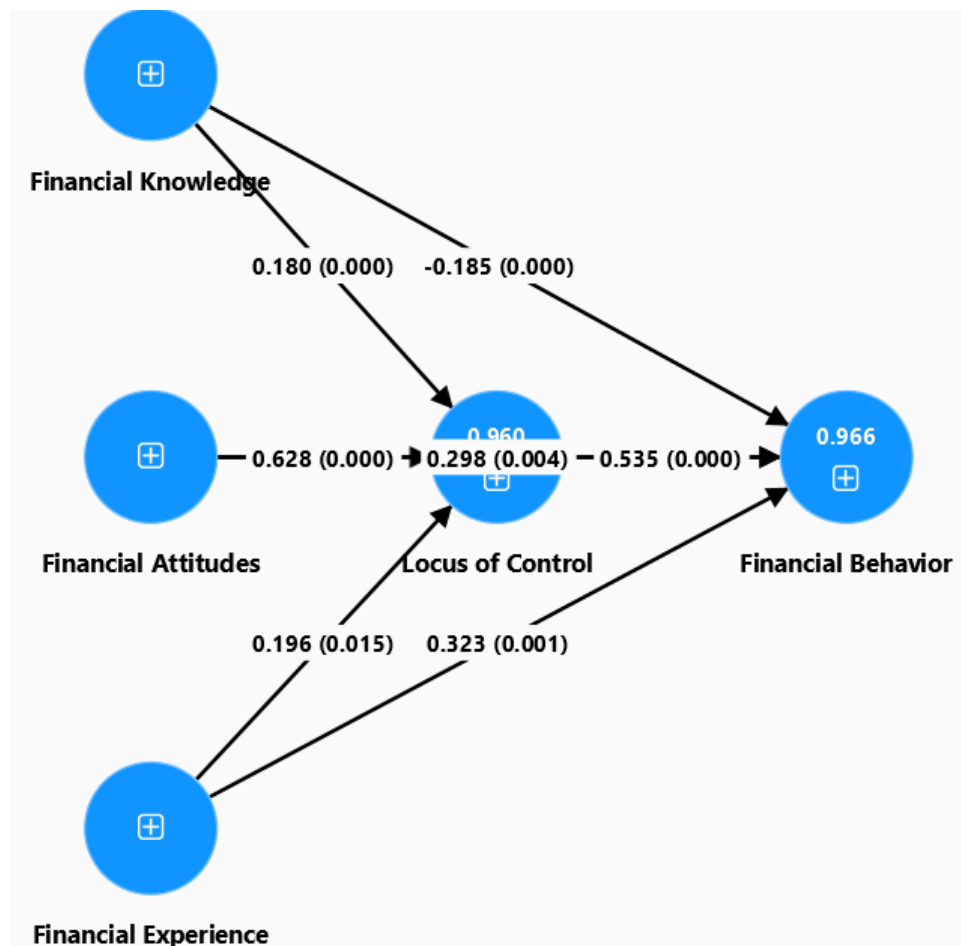 Financial Knowledge
0.180 (0.000)
-0.185 (0.000)
0.960
0.966
0.628 (0.000)
0.298 (0.004)
0.535 (0.000)
Financial Attitudes
Locus of Control
Financial Behavior
0.196 (0.015)
0.323 (0.001)
Financial Experience